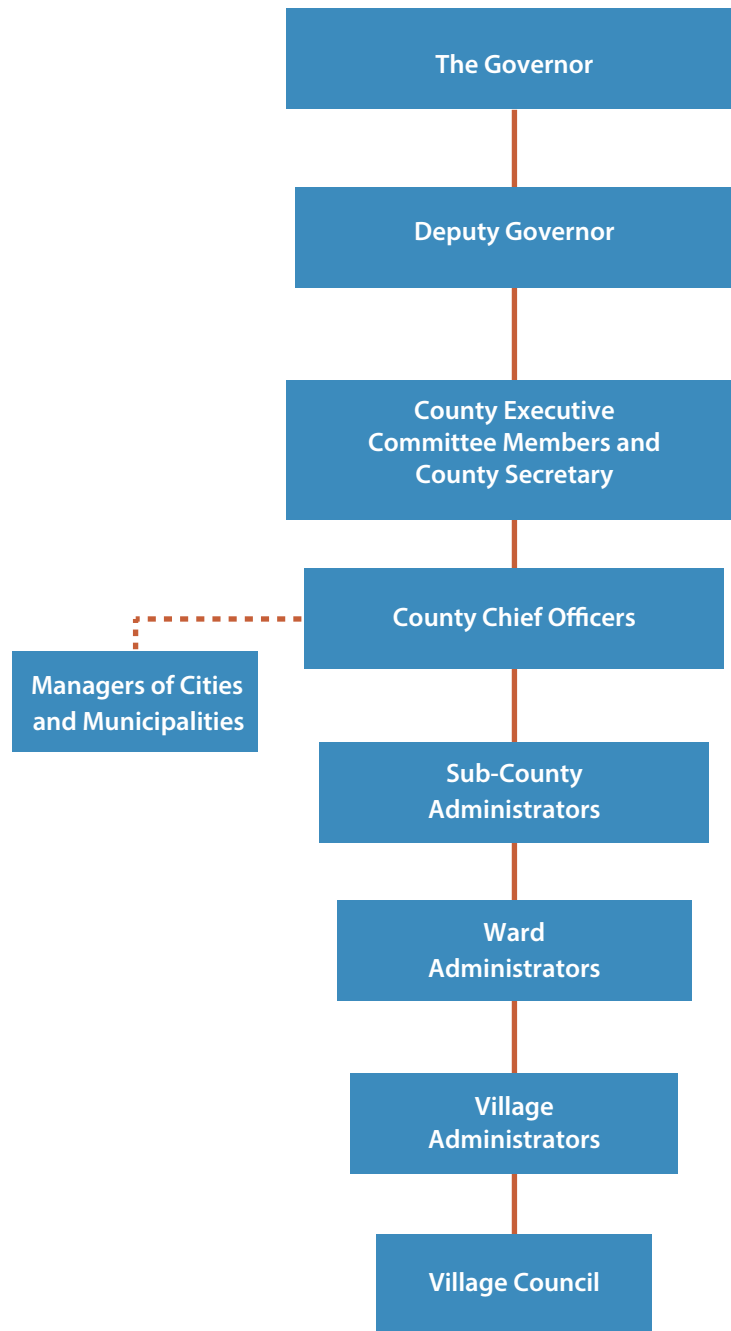 The Governor
Deputy Governor
County Executive
Committee Members and
County Secretary
County Chief Officers
Managers of Cities
and Municipalities
Sub-County
Administrators
Ward
Administrators
Village
Administrators
Village Council